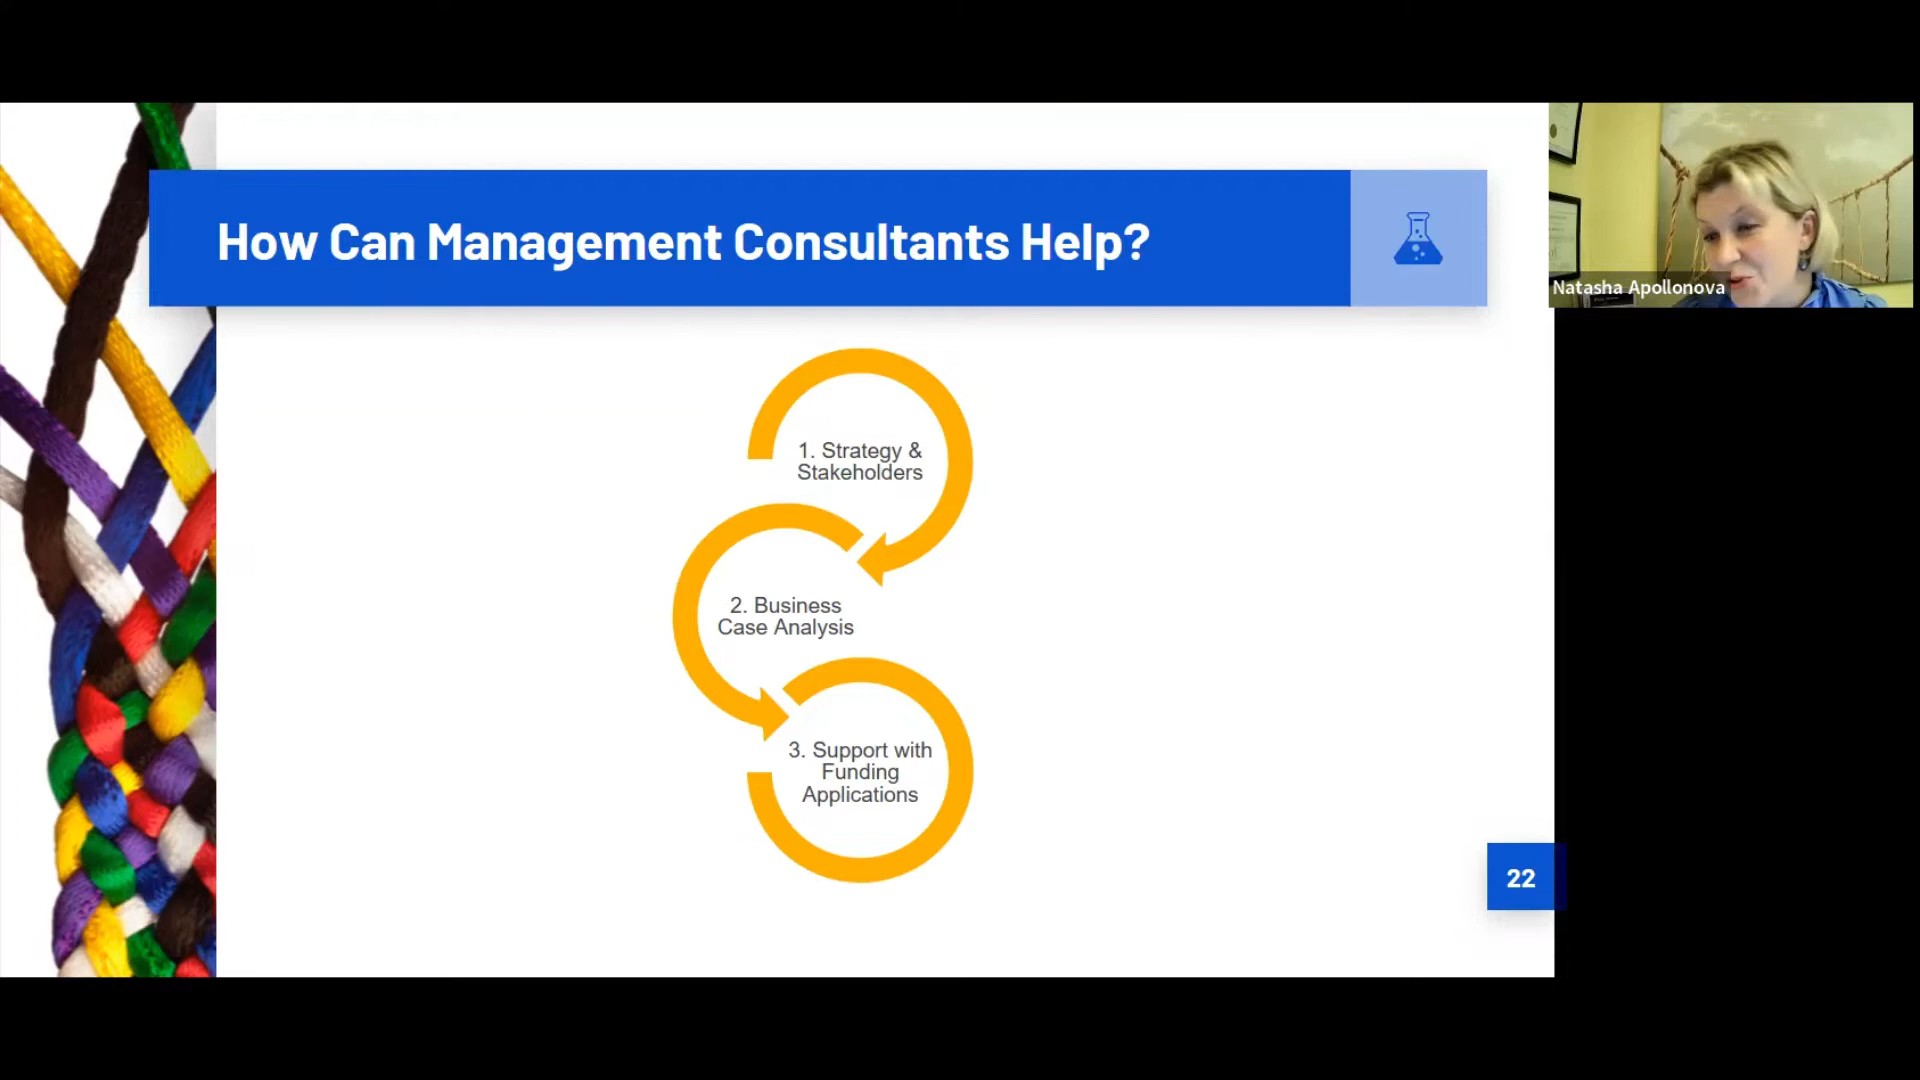 How Can Management Consultants Help?
Natasha Apollonova
1. Strategy &
Stakeholders
2. Business
Case Analysis
3. Support with
Funding
Applications
22